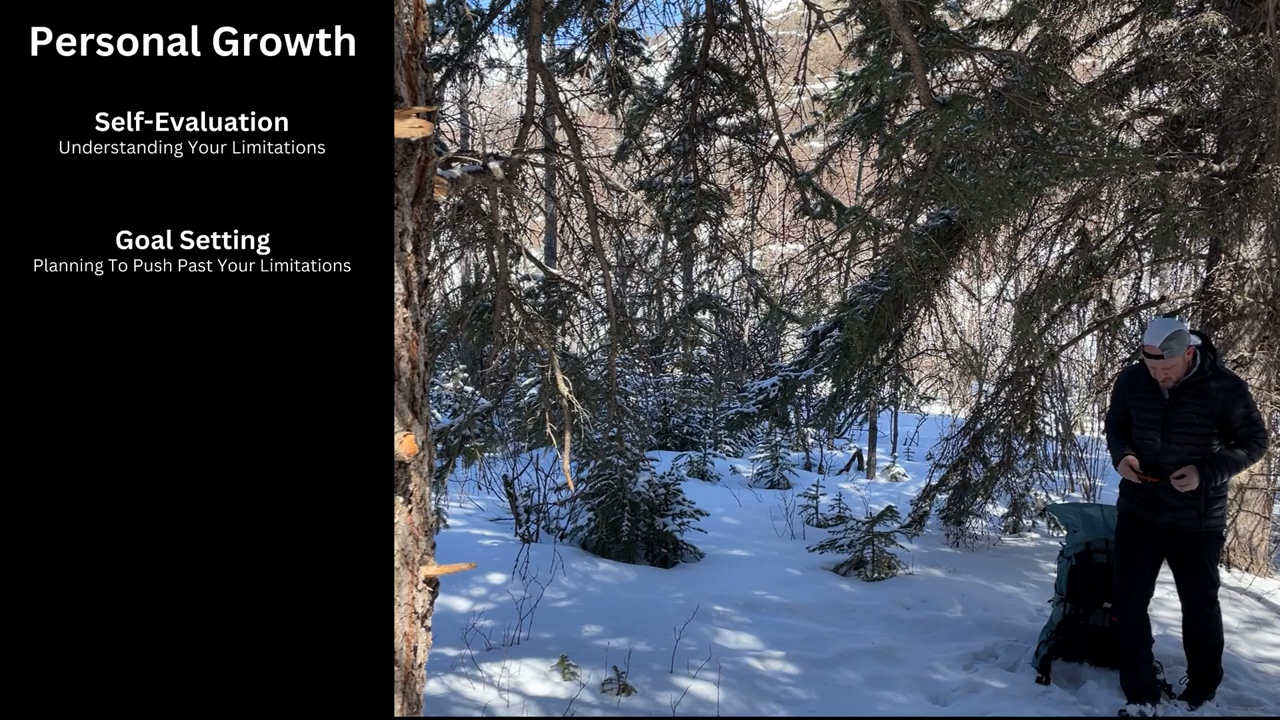 Personal Growth
Self-Evaluation
Understanding Your Limitations
Goal Setting
Planning To Push Past Your Limitations